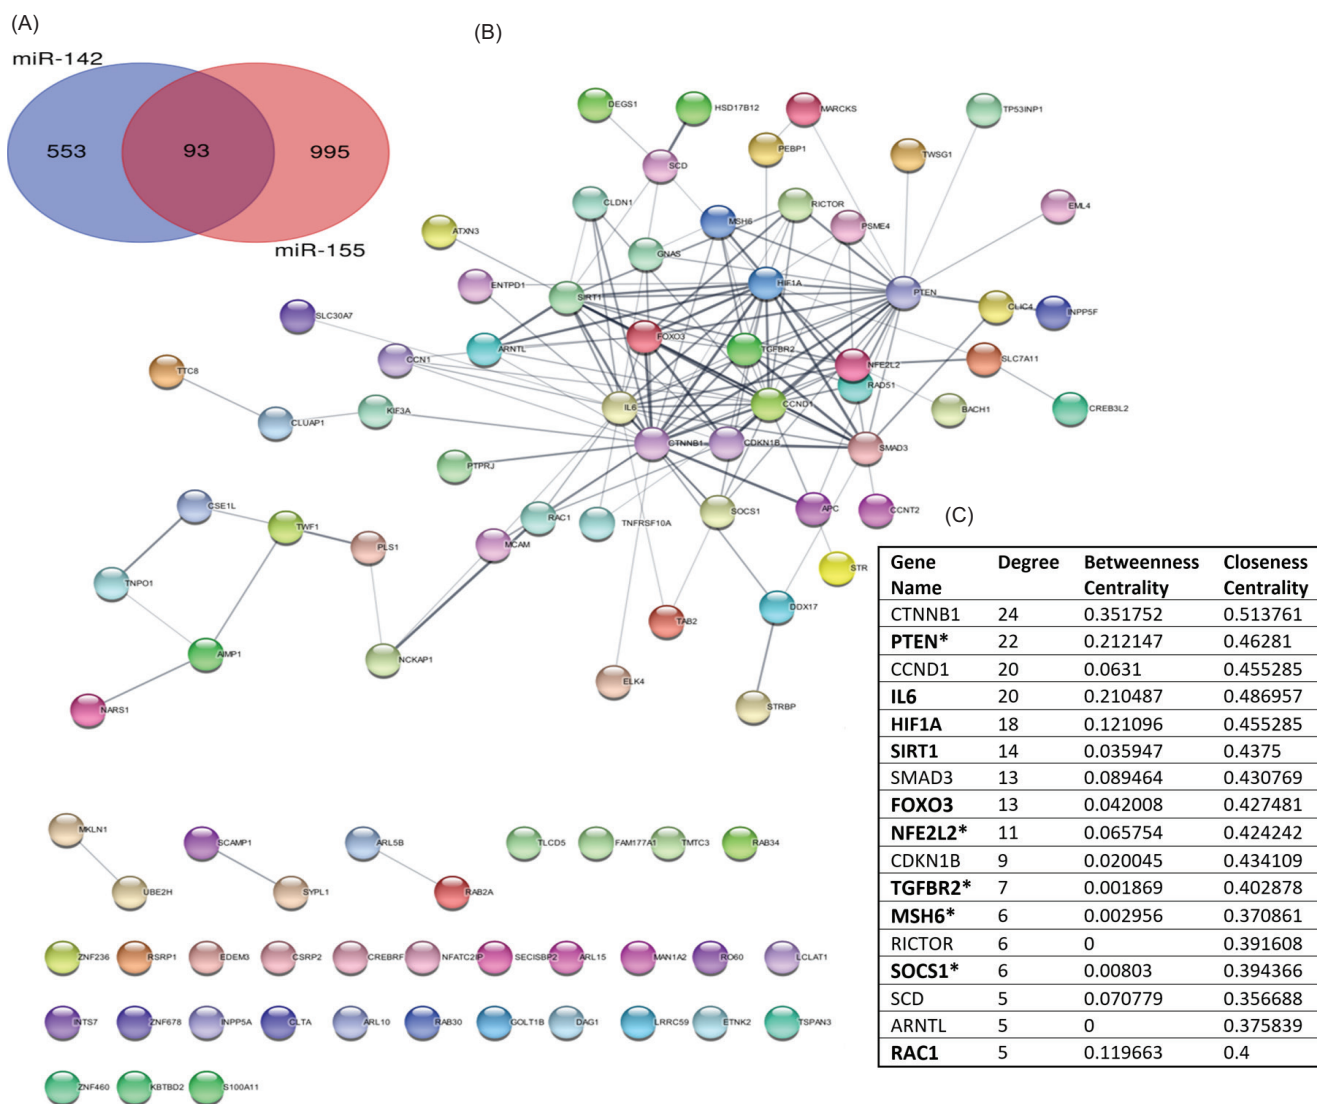 (A)
miR-142
553
93
995
miR-155
(B)
DEGS1
HSD17B12
MARCKS
TP53INP1
PEBP1
TWSG1
SCD
CLDN1
RICTOR
EML4
MSH6
PSME4
ATXN3
GNAS
ENTPD1
HIF1A
PTEN
SIRT1
CLIC4
INPP5F
SLC30A7
FOXO3
TGFBR2
ARNTL
CCN1
NFE2L2
SLC7A11
TTC8
RAD51
IL6
CCND1
BACH1
CREB3L2
KIF3A
CLUAP1
CTNNB1
CDKN1B
SMAD3
PTPRJ
CSE1L
TWF1
RAC1
TNFRSF10A
SOCS1
APC
CCNT2
PLS1
MCAM
STR
TNPO1
DDX17
TAB2
AIMP1
NCKAP1
ELK4
NARS1
STRBP
MKLN1
SCAMP1
ARL5B
TLCD5
FAM177A1
TMTC3
RAB34
UBE2H
SYPL1
RAB2A
ZNF236
RSRP1
EDEM3
CSRP2
CREBRF
NFATC2IP
SECISBP2
ARL15
MAN1A2
RO60
LCLAT1
INTS7
ZNF678
INPP5A
CLTA
ARL10
RAB30
GOLT1B
DAG1
LRRC59
ETNK2
TSPAN3
ZNF460
KBTBD2
S100A11
(C)
Gene Degree Betweenness Closeness
Name Centrality Centrality
CTNNB1 24 0.351752 0.513761
PTEN* 22 0.212147 0.46281
CCND1 20 0.0631 0.455285
IL6 20 0.210487 0.486957
HIF1A 18 0.121096 0.455285
SIRT1 14 0.035947 0.4375
SMAD3 13 0.089464 0.430769
FOXO3 13 0.042008 0.427481
NFE2L2* 11 0.065754 0.424242
CDKN1B 9 0.020045 0.434109
TGFBR2* 7 0.001869 0.402878
MSH6* 6 0.002956 0.370861
RICTOR 6 0 0.391608
SOCS1* 6 0.00803 0.394366
SCD 5 0.070779 0.356688
ARNTL 5 0 0.375839
RAC1 5 0.119663 0.4